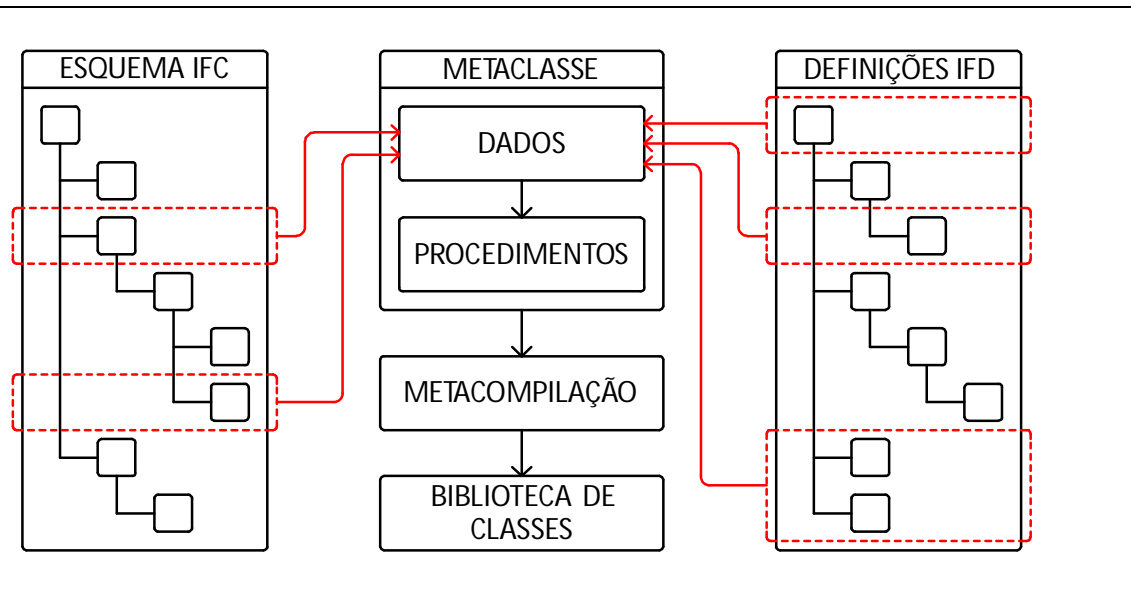 ESQUEMA IFC
METACLASSE
DEFINIÇÕES IFD
DADOS
PROCEDIMENTOS
METACOMPILAÇÃO
BIBLIOTECA DE
CLASSES